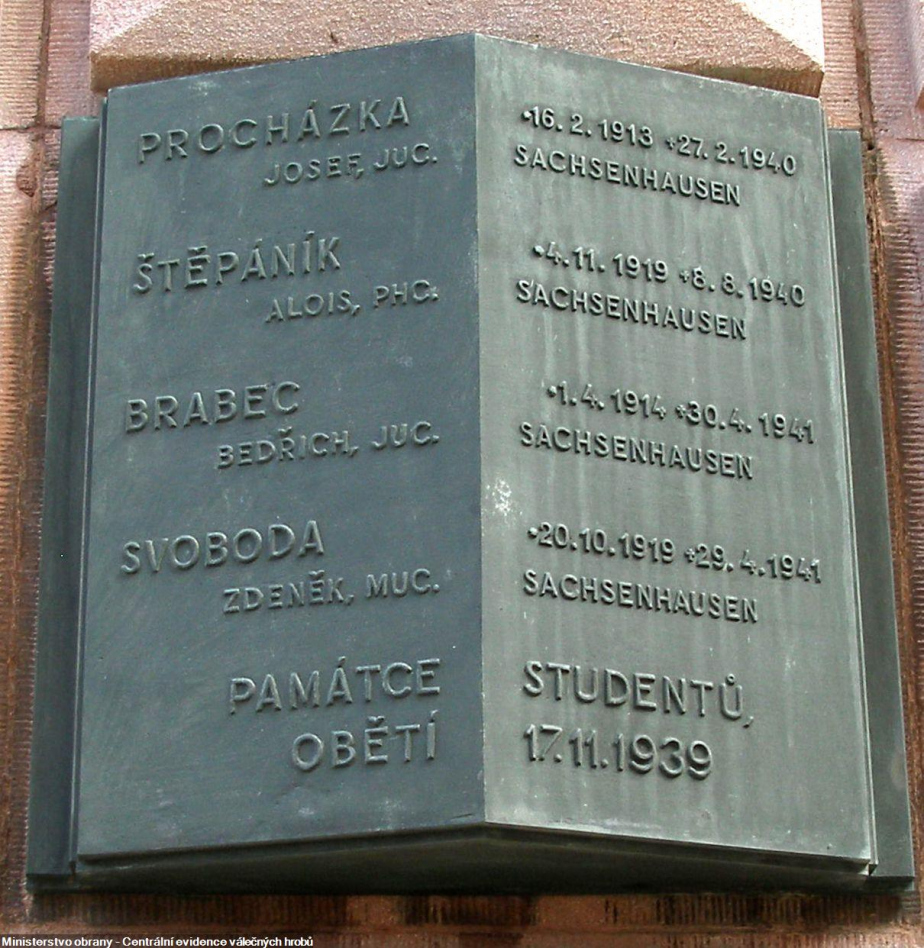 PROCHÁZKA
JOSEF, JUC.
•16. 2. 1913 +27. 2. 1940
SACHSENHAUSEN
ŠTĚPÁNÍK
ALOIS, PHC.
•4. 11. 1919 +8. 8. 1940
SACHSENHAUSEN
BRABEC
BEDŘICH, JUC.
•1. 4. 1914 +30. 4. 1941
SACHSENHAUSEN
SVOBODA
ZDENĚK, MUC.
•20. 10. 1919 +29. 4. 1941
SACHSENHAUSEN
PAMÁTCE STUDENTŮ,
OBĚTÍ 17.11.1939
Ministerstvo obrany - Centrální evidence válečných hrobů